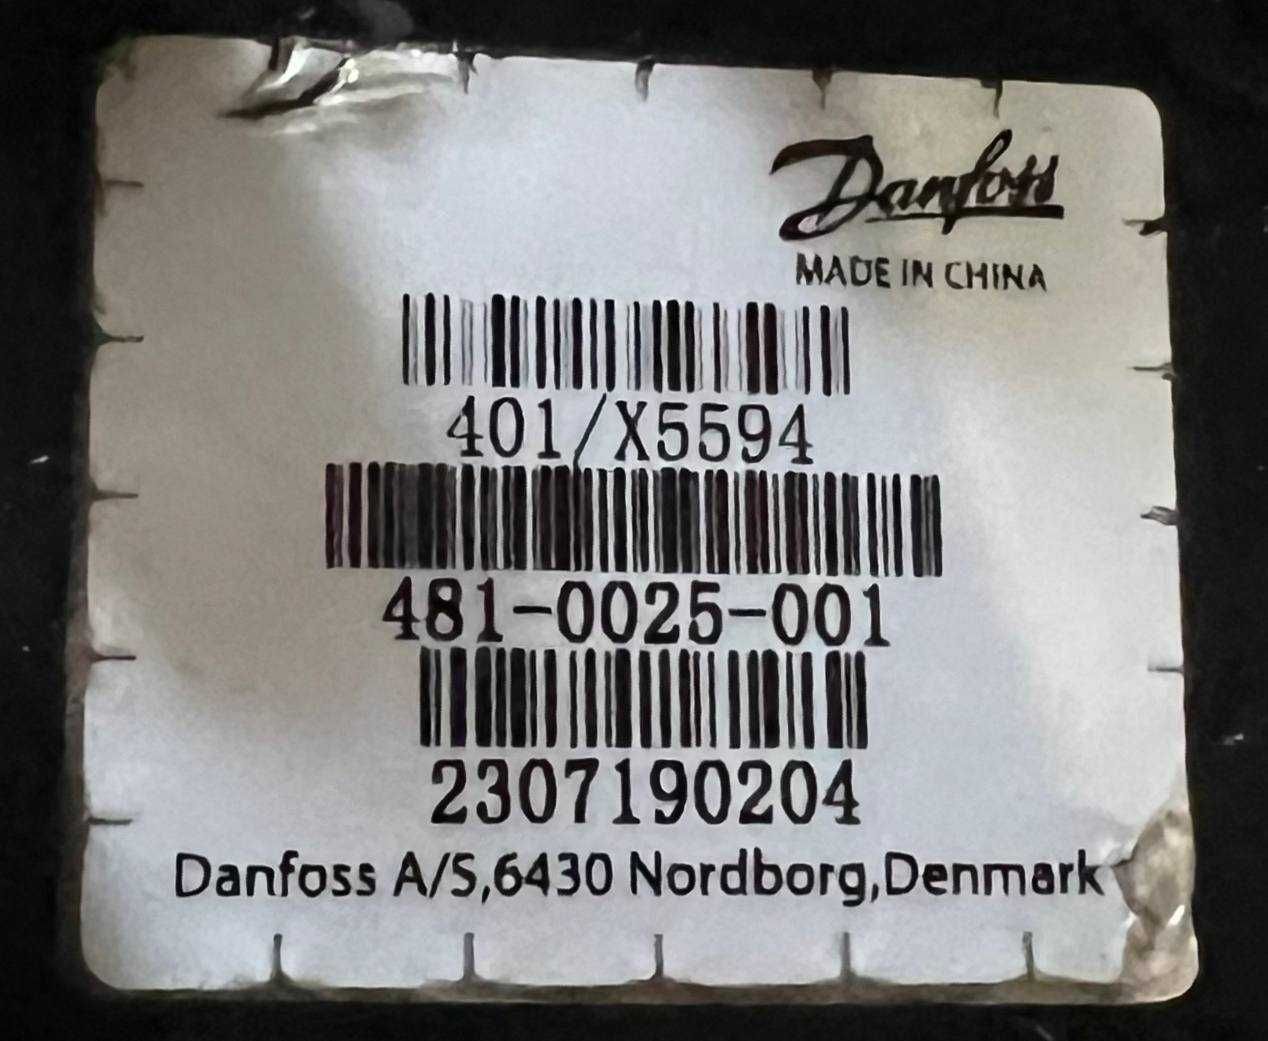 Danfoss
MADE IN CHINA
401/X5594
481-0025-001
2307190204
Danfoss A/S,6430 Nordborg,Denmark